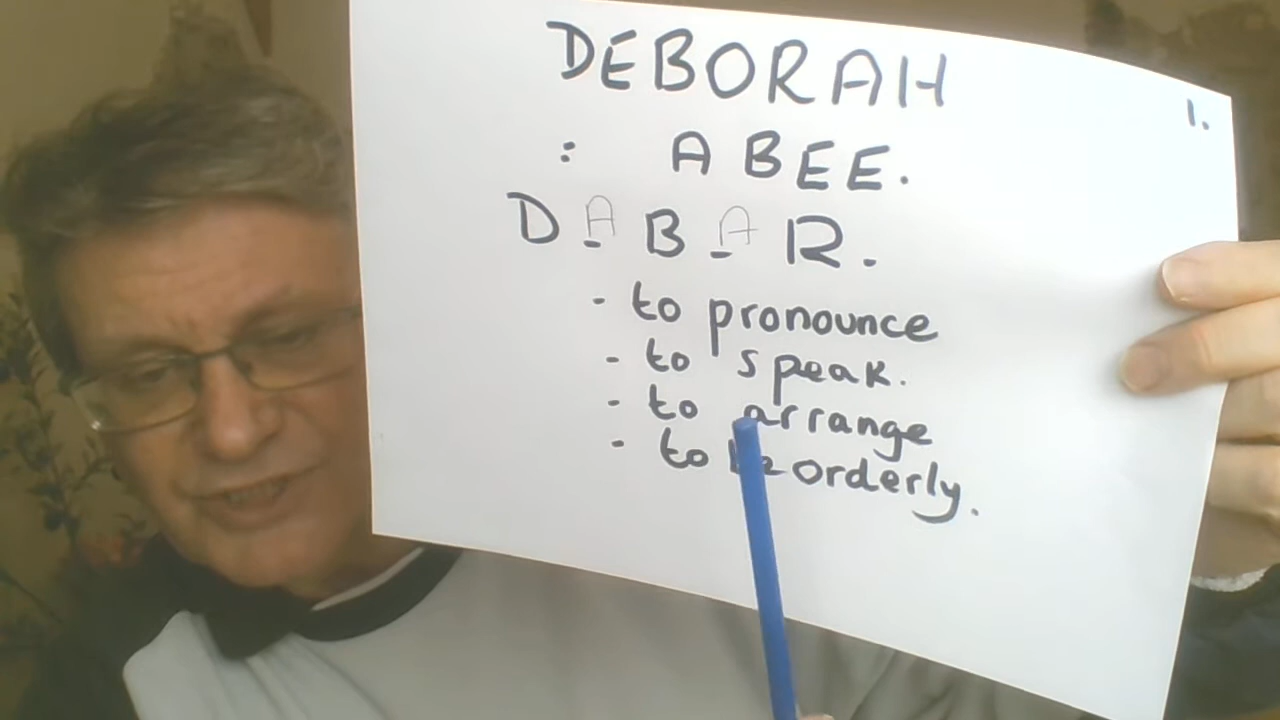 DEBORAH
1.
: A BEE.
DABAR.
- to pronounce
- to speak.
- to arrange
- to be orderly.